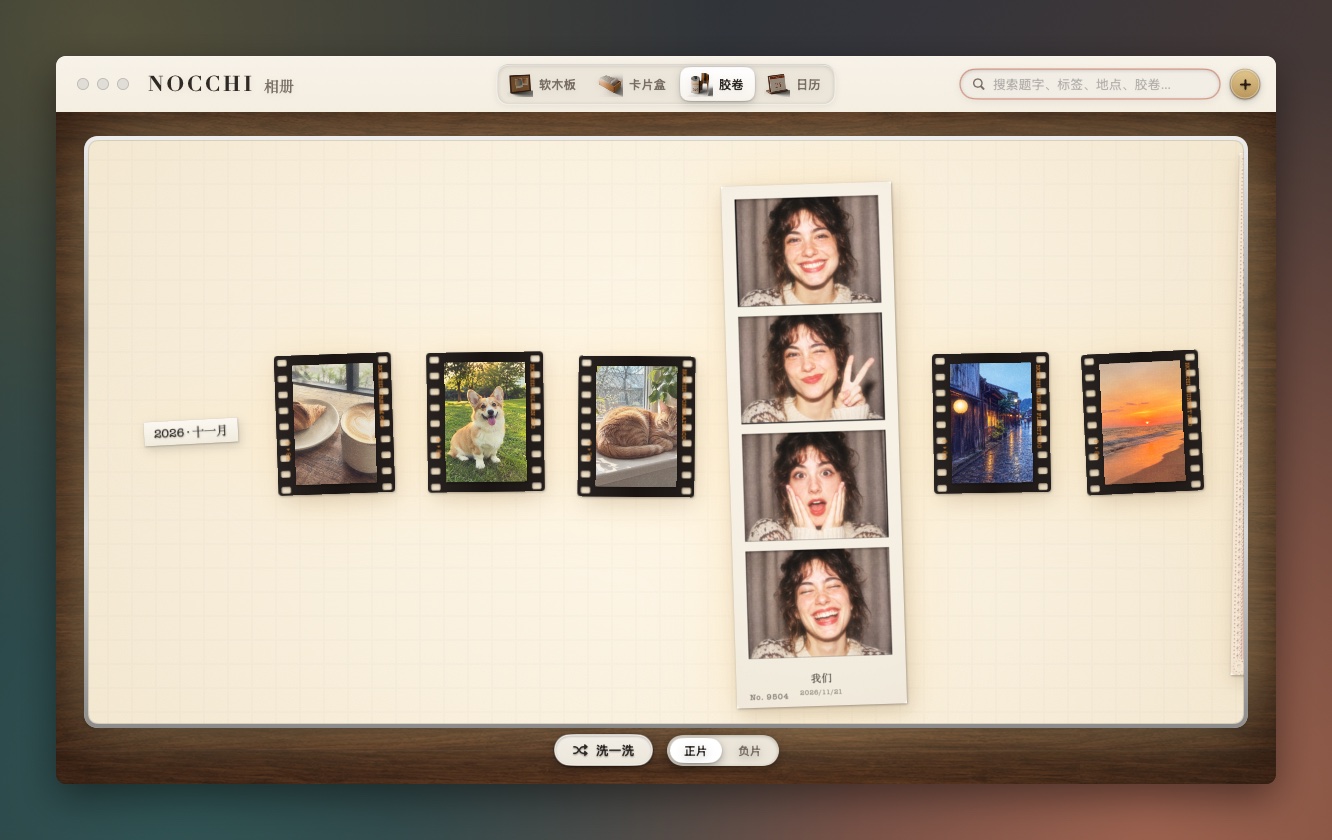 NOCCHI 相册
软木板
卡片盒
胶卷
日历
搜索题字、标签、地点、胶卷...
2026·十一月
我们
No. 9504 2026/11/21
洗一洗
正片
负片